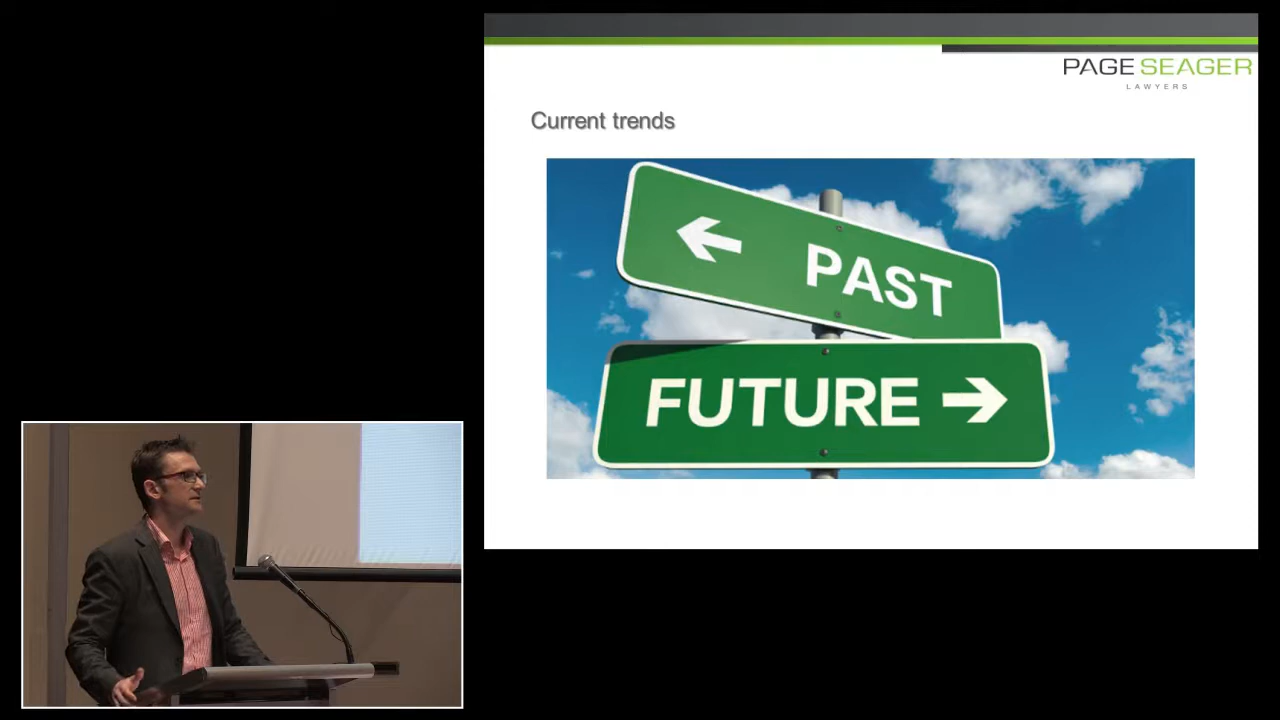 PAGE SEAGER
LAWYERS
Current trends
PAST
FUTURE